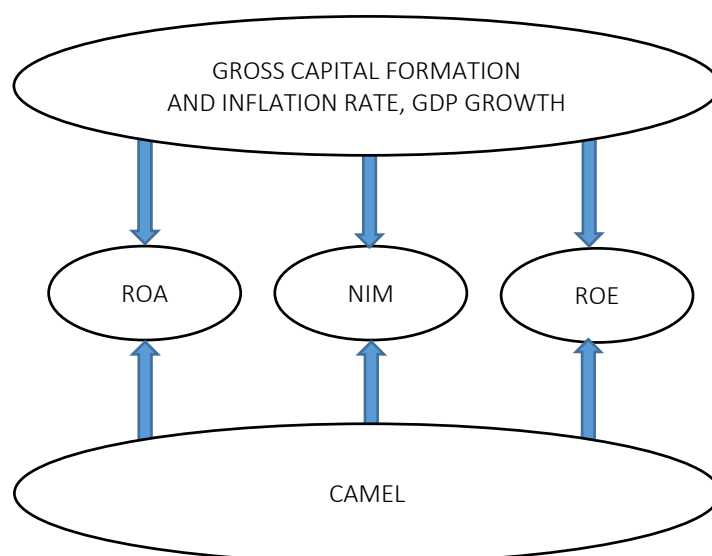 GROSS CAPITAL FORMATION
AND INFLATION RATE, GDP GROWTH
ROA
NIM
ROE
CAMEL